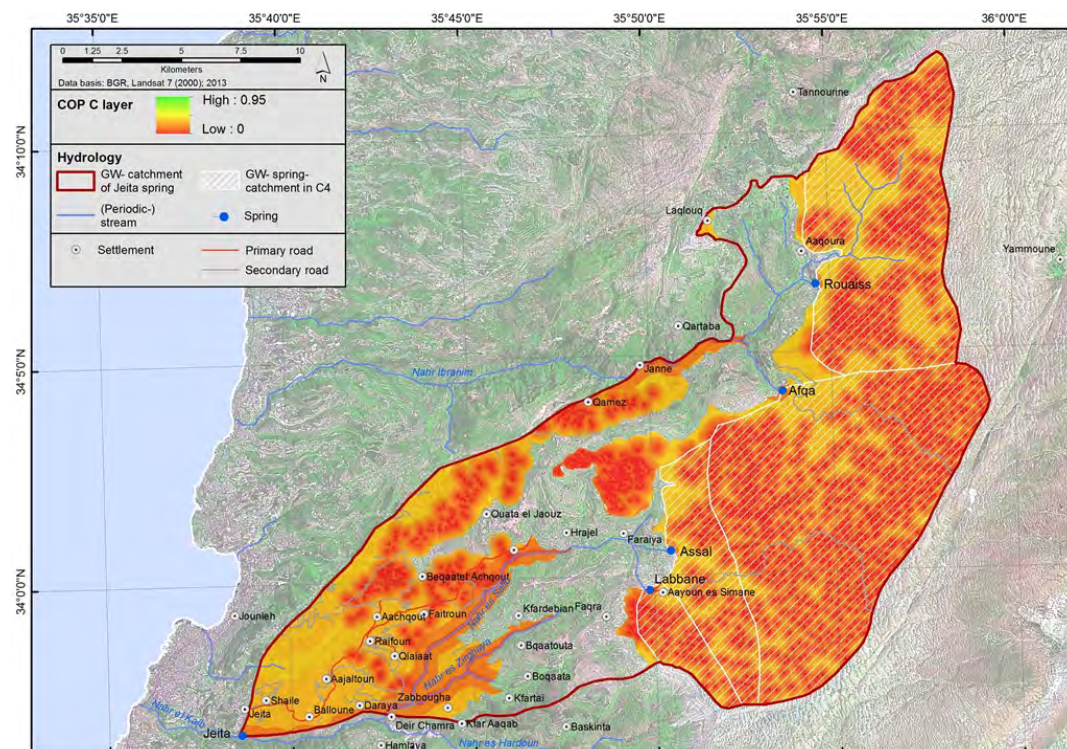 35°35'0"E 35°40'0"E 35°45'0"E 35°50'0"E 35°55'0"E 36°0'0"E
0 1.25 2.5 5 7.5 10
Kilometers
N
Data basis: BGR, Landsat 7 (2000); 2013
COP C layer
High : 0.95
Low : 0
Hydrology
GW- catchment
of Jeita spring
GW- spring-
catchment in C4
(Periodic-)
stream
Spring
Settlement
Primary road
Secondary road
34°10'0"N
34°5'0"N
34°0'0"N
Tannourine
Laqlouq
Aaqoura
Yammoune
Rouaiss
Qartaba
Janne
Nahr Ibrahim
Afqa
Qamez
Ouata el Jaouz
Hrajel
Faraiya
Assal
Beqaatet Achqout
Labbane
Aayoun es Simane
Nahr es Salib
Jounieh
Aachqout
Faitroun
Kfardebian
Faqra
Raifoun
Qlaiaat
Bqaatouta
Nahr es Zirghaya
Aajaltoun
Boqaata
Shaile
Zabbougha
Kfartai
Jeita
Balloune
Daraya
Nahr el Kalb
Deir Chamra
Kfar Aaqab
Baskinta
Jeita
Hamlaya
Nahr es Hardoun